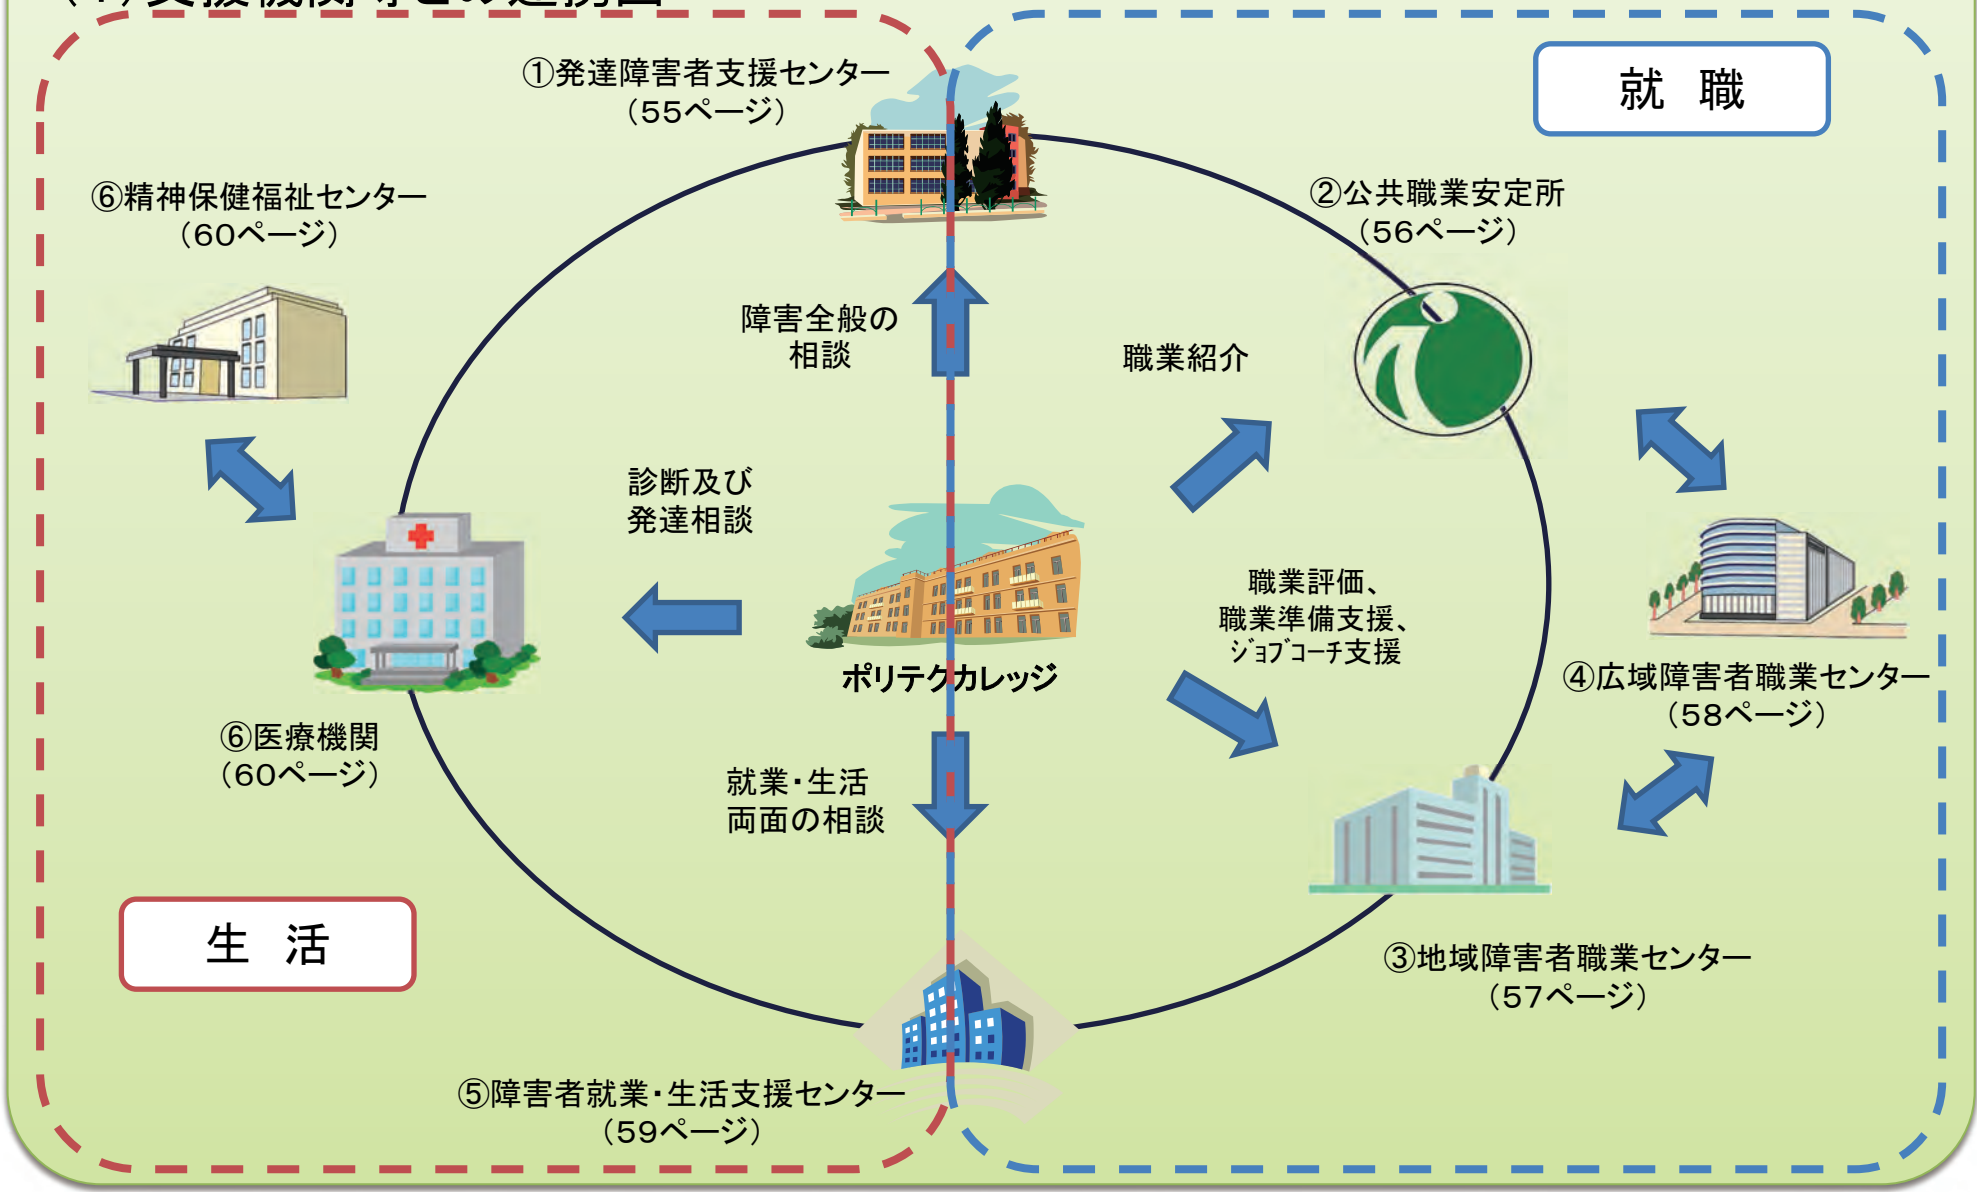 ①発達障害者支援センター
（55ページ）
就　職
⑥精神保健福祉センター
（60ページ）
②公共職業安定所
（56ページ）
障害全般の
相談
職業紹介
診断及び
発達相談
職業評価、
職業準備支援、
ｼﾞｮﾌﾞｺｰﾁ支援
ポリテクカレッジ
④広域障害者職業センター
（58ページ）
⑥医療機関
（60ページ）
就業・生活
両面の相談
生　活
③地域障害者職業センター
（57ページ）
⑤障害者就業・生活支援センター
（59ページ）